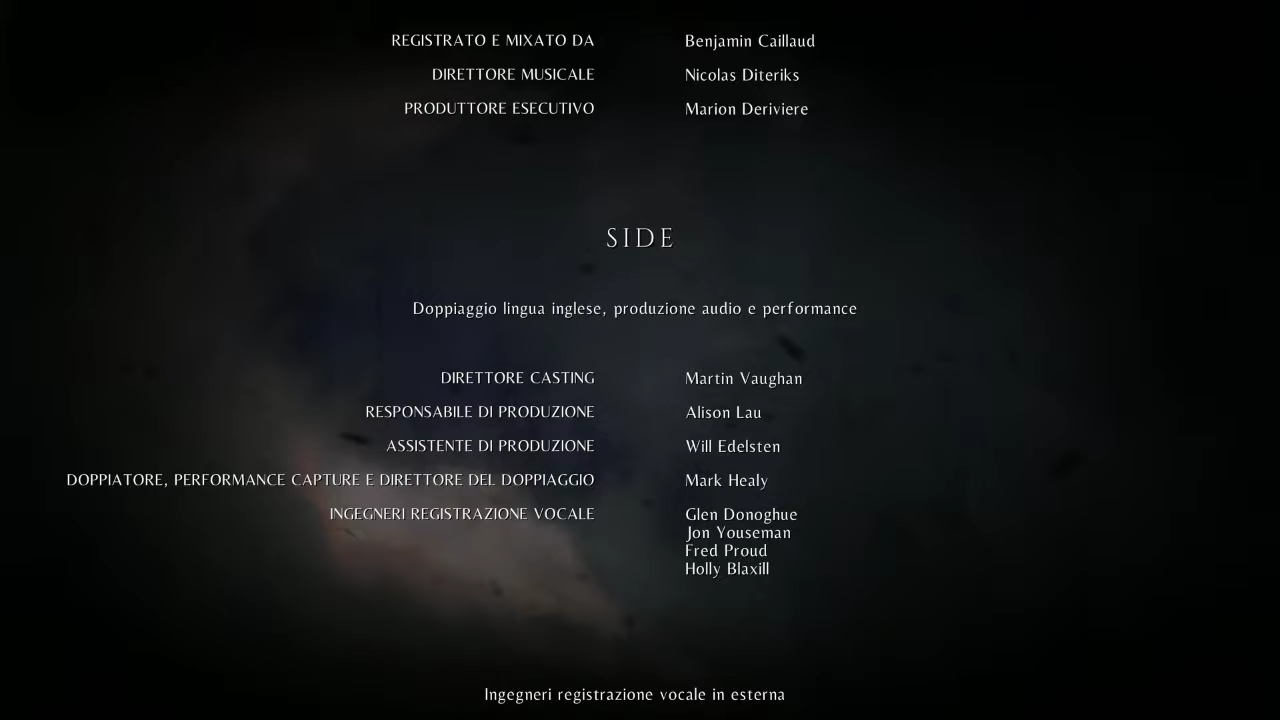 REGISTRATO E MIXATO DA Benjamin Caillaud
DIRETTORE MUSICALE Nicolas Diteriks
PRODUTTORE ESECUTIVO Marion Deriviere
SIDE
Doppiaggio lingua inglese, produzione audio e performance
DIRETTORE CASTING Martin Vaughan
RESPONSABILE DI PRODUZIONE Alison Lau
ASSISTENTE DI PRODUZIONE Will Edelsten
DOPPIATORE, PERFORMANCE CAPTURE E DIRETTORE DEL DOPPIAGGIO Mark Healy
INGEGNERI REGISTRAZIONE VOCALE Glen Donoghue
Jon Youseman
Fred Proud
Holly Blaxill
Ingegneri registrazione vocale in esterna